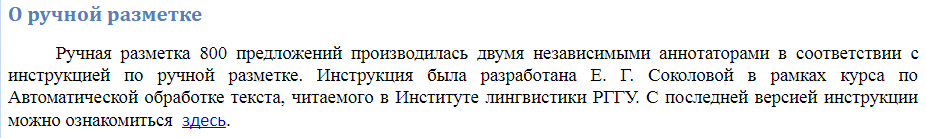 О ручной разметке
Ручная разметка 800 предложений производилась двумя независимыми аннотаторами в соответствии с
инструкцией по ручной разметке. Инструкция была разработана Е. Г. Соколовой в рамках курса по
Автоматической обработке текста, читаемого в Институте лингвистики РГГУ. С последней версией инструкции
можно ознакомиться здесь.